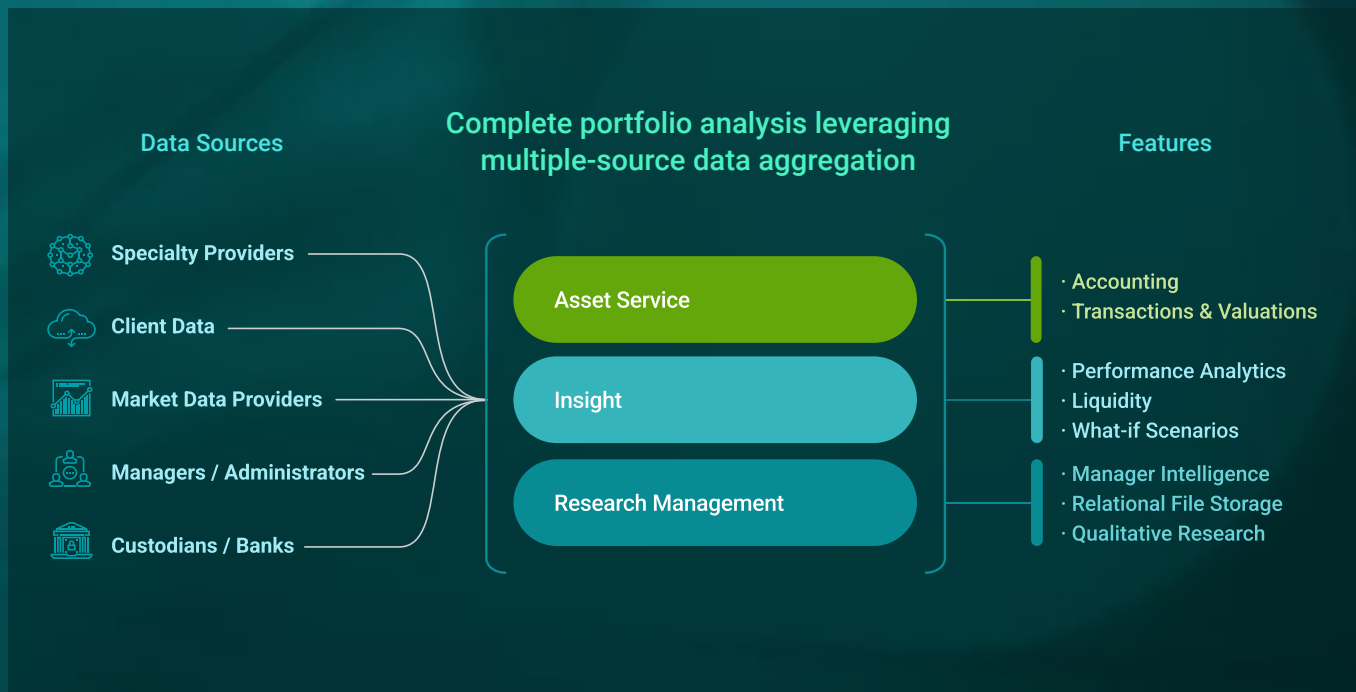 Data Sources
Complete portfolio analysis leveraging
multiple-source data aggregation
Features
Specialty Providers
Client Data
Market Data Providers
Managers / Administrators
Custodians / Banks
Asset Service
Insight
Research Management
· Accounting
· Transactions & Valuations
· Performance Analytics
· Liquidity
· What-if Scenarios
· Manager Intelligence
· Relational File Storage
· Qualitative Research